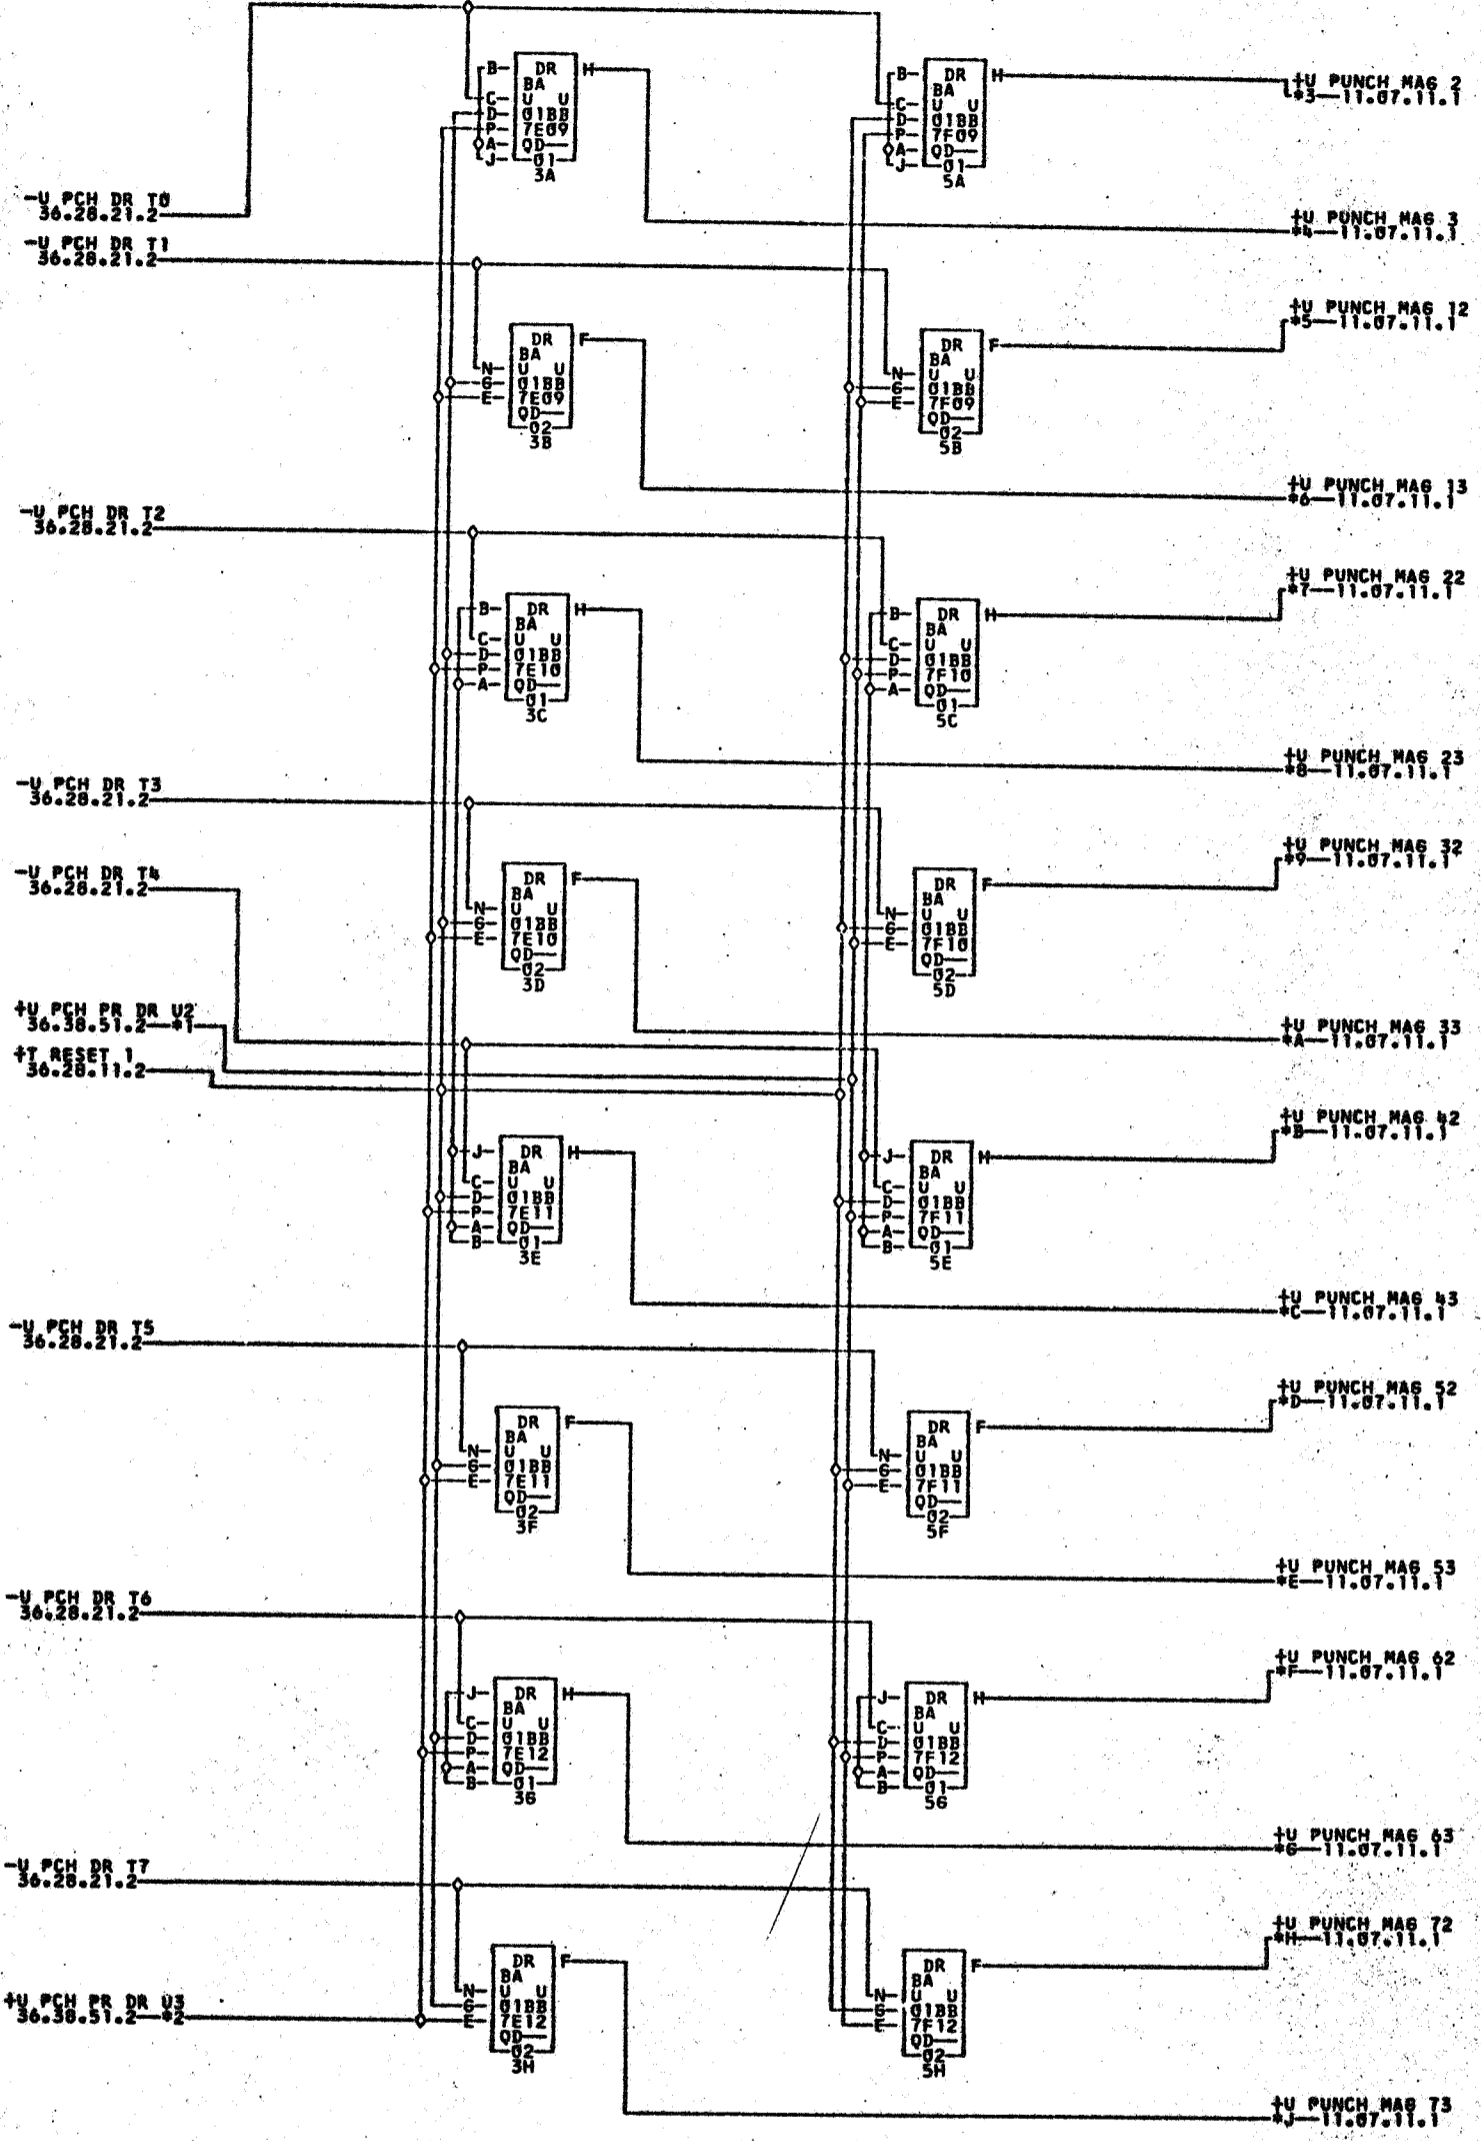 -U PCH DR T0
36.28.21.2
-U PCH DR T1
36.28.21.2
-U PCH DR T2
36.28.21.2
-U PCH DR T3
36.28.21.2
-U PCH DR T4
36.28.21.2
+U PCH PR DR U2
36.38.51.2—*1
+T RESET 1
36.28.11.2
-U PCH DR T5
36.28.21.2
-U PCH DR T6
36.28.21.2
-U PCH DR T7
36.28.21.2
+U PCH PR DR U3
36.38.51.2—*2
B DR H
BA
C U U
D 01BB
P 7E09
A QD
J 01
3A
DR F
BA
N U U
G 01BB
E 7E09
QD
02
3B
B DR H
BA
C U U
D 01BB
P 7E10
A QD
01
3C
DR F
BA
N U U
G 01BB
E 7E10
QD
02
3D
J DR H
BA
C U U
D 01BB
P 7E11
A QD
B 01
3E
DR F
BA
N U U
G 01BB
E 7E11
QD
02
3F
J DR H
BA
C U U
D 01BB
P 7E12
A QD
B 01
3G
DR F
BA
N U U
G 01BB
E 7E12
QD
02
3H
B DR H
BA
C U U
D 01BB
P 7F09
A QD
J 01
5A
DR F
BA
N U U
G 01BB
E 7F09
QD
02
5B
B DR H
BA
C U U
D 01BB
P 7F10
A QD
01
5C
DR F
BA
N U U
G 01BB
E 7F10
QD
02
5D
J DR H
BA
C U U
D 01BB
P 7F11
A QD
B 01
5E
DR F
BA
N U U
G 01BB
E 7F11
QD
02
5F
J DR H
BA
C U U
D 01BB
P 7F12
A QD
B 01
5G
DR F
BA
N U U
G 01BB
E 7F12
QD
02
5H
+U PUNCH MAG 2
*3—11.07.11.1
+U PUNCH MAG 3
*4—11.07.11.1
+U PUNCH MAG 12
*5—11.07.11.1
+U PUNCH MAG 13
*6—11.07.11.1
+U PUNCH MAG 22
*7—11.07.11.1
+U PUNCH MAG 23
*8—11.07.11.1
+U PUNCH MAG 32
*9—11.07.11.1
+U PUNCH MAG 33
*A—11.07.11.1
+U PUNCH MAG 42
*B—11.07.11.1
+U PUNCH MAG 43
*C—11.07.11.1
+U PUNCH MAG 52
*D—11.07.11.1
+U PUNCH MAG 53
*E—11.07.11.1
+U PUNCH MAG 62
*F—11.07.11.1
+U PUNCH MAG 63
*G—11.07.11.1
+U PUNCH MAG 72
*H—11.07.11.1
+U PUNCH MAG 73
*J—11.07.11.1